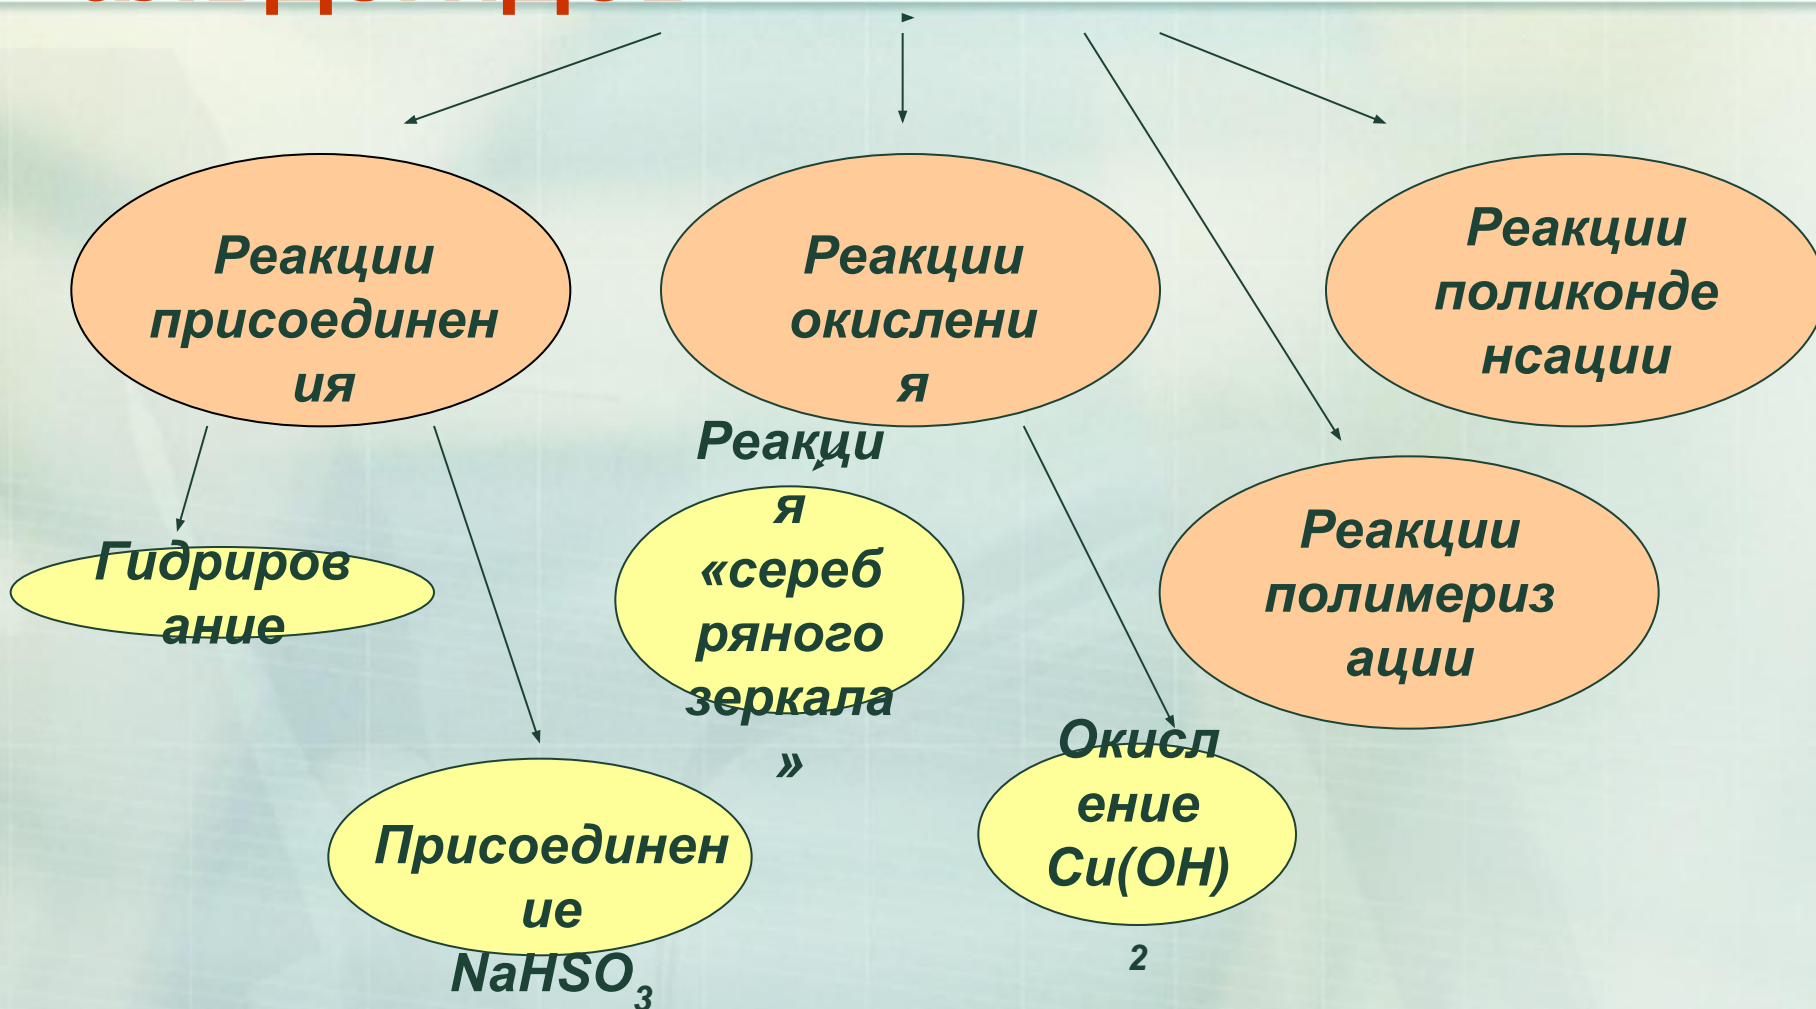 Реакции
присоединен
ия
Реакции
окислени
я
Реакции
поликонде
нсации
Реакци
я
«сереб
ряного
зеркала
»
Реакции
полимериз
ации
Гидриров
ание
Присоединен
ие
NaHSO3
Окисл
ение
Cu(OH)
2